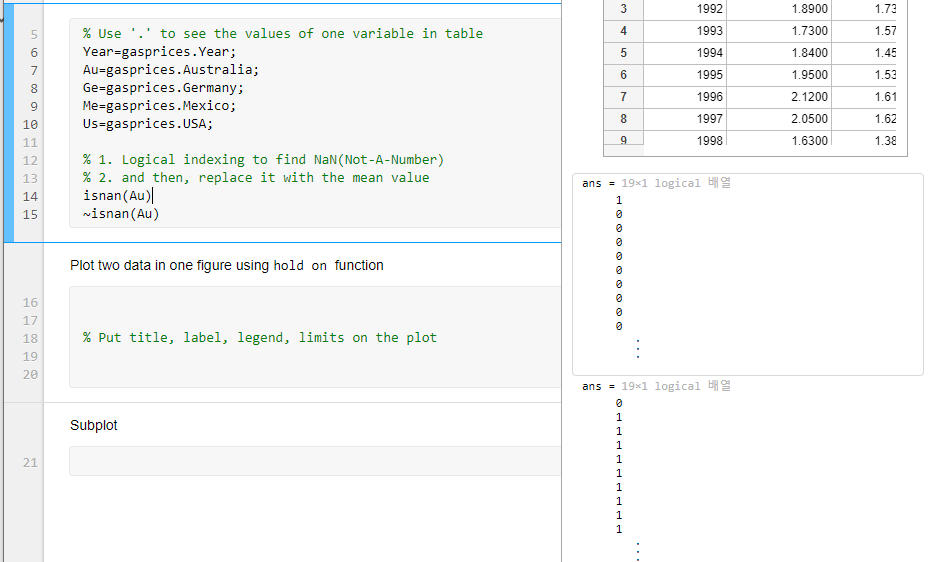 5 % Use '.' to see the values of one variable in table
6 Year=gasprices.Year;
7 Au=gasprices.Australia;
8 Ge=gasprices.Germany;
9 Me=gasprices.Mexico;
10 Us=gasprices.USA;
11
12 % 1. Logical indexing to find NaN(Not-A-Number)
13 % 2. and then, replace it with the mean value
14 isnan(Au)
15 ~isnan(Au)
Plot two data in one figure using hold on function
16
17
18 % Put title, label, legend, limits on the plot
19
20
Subplot
21
3 1992 1.8900 1.73
4 1993 1.7300 1.57
5 1994 1.8400 1.45
6 1995 1.9500 1.53
7 1996 2.1200 1.61
8 1997 2.0500 1.62
9 1998 1.6300 1.38
ans = 19×1 logical 배열
1
0
0
0
0
0
0
0
0
0
⋮
ans = 19×1 logical 배열
0
1
1
1
1
1
1
1
1
1
⋮